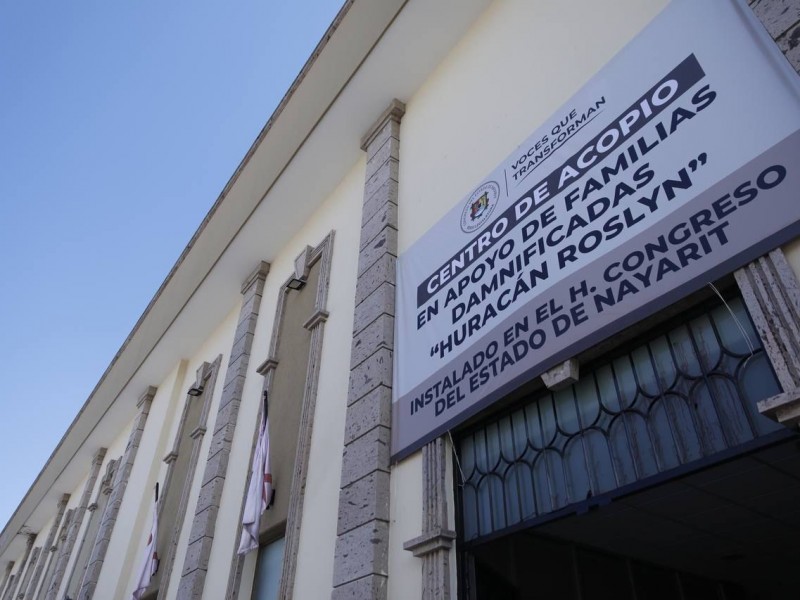 VOCES QUE
TRANSFORMAN
CENTRO DE ACOPIO
EN APOYO DE FAMILIAS
DAMNIFICADAS
“HURACÁN ROSLYN”
INSTALADO EN EL H. CONGRESO
DEL ESTADO DE NAYARIT